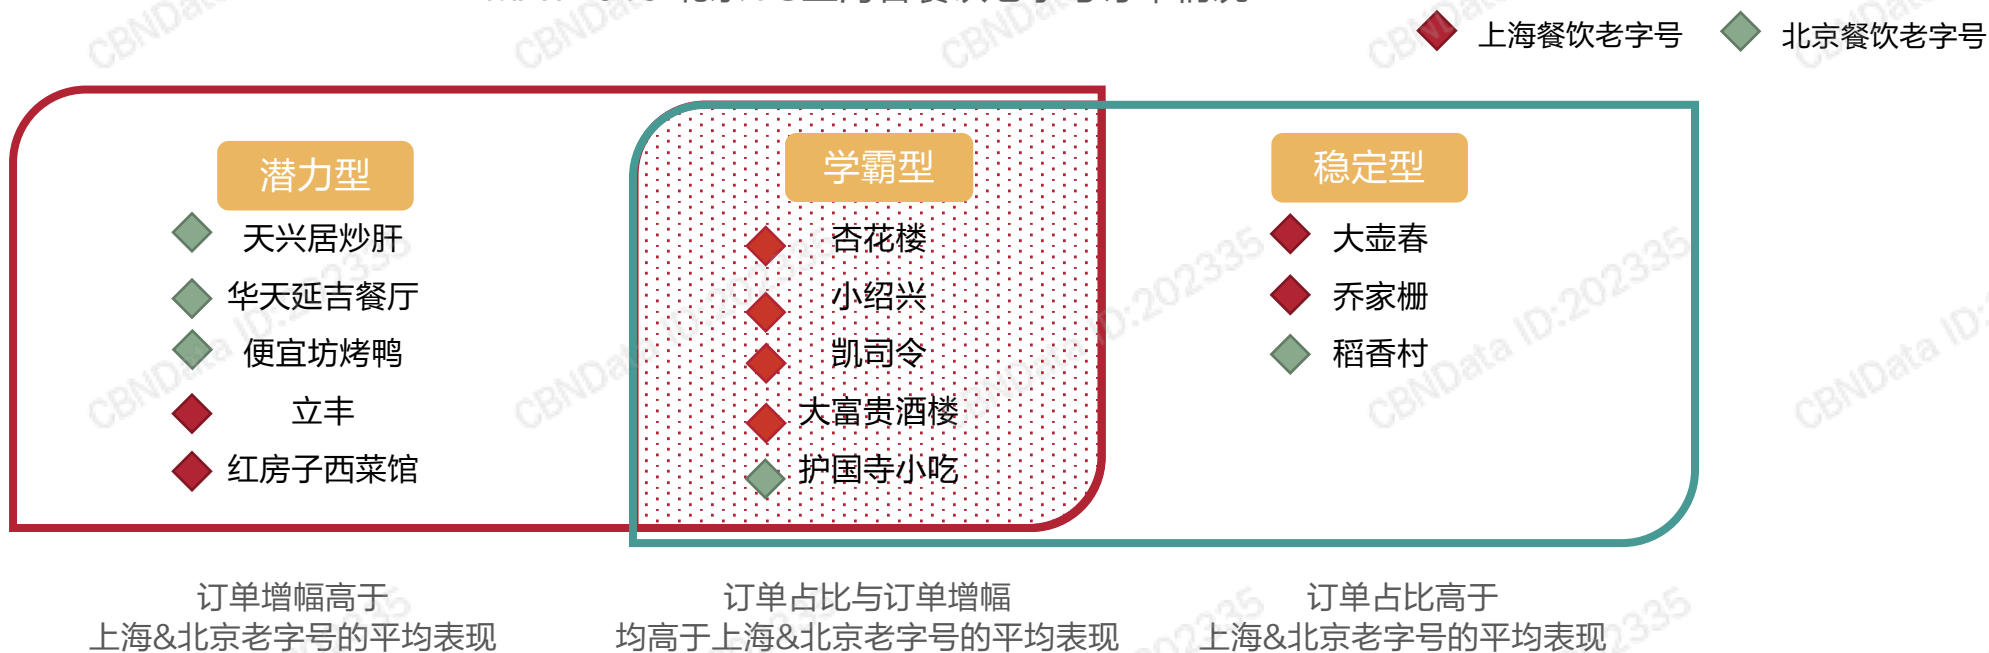 上海餐饮老字号
北京餐饮老字号
潜力型
天兴居炒肝
华天延吉餐厅
便宜坊烤鸭
立丰
红房子西菜馆
订单增幅高于
上海&北京老字号的平均表现
学霸型
杏花楼
小绍兴
凯司令
大富贵酒楼
护国寺小吃
订单占比与订单增幅
均高于上海&北京老字号的平均表现
稳定型
大壶春
乔家栅
稻香村
订单占比高于
上海&北京老字号的平均表现
CBNData ID:202335